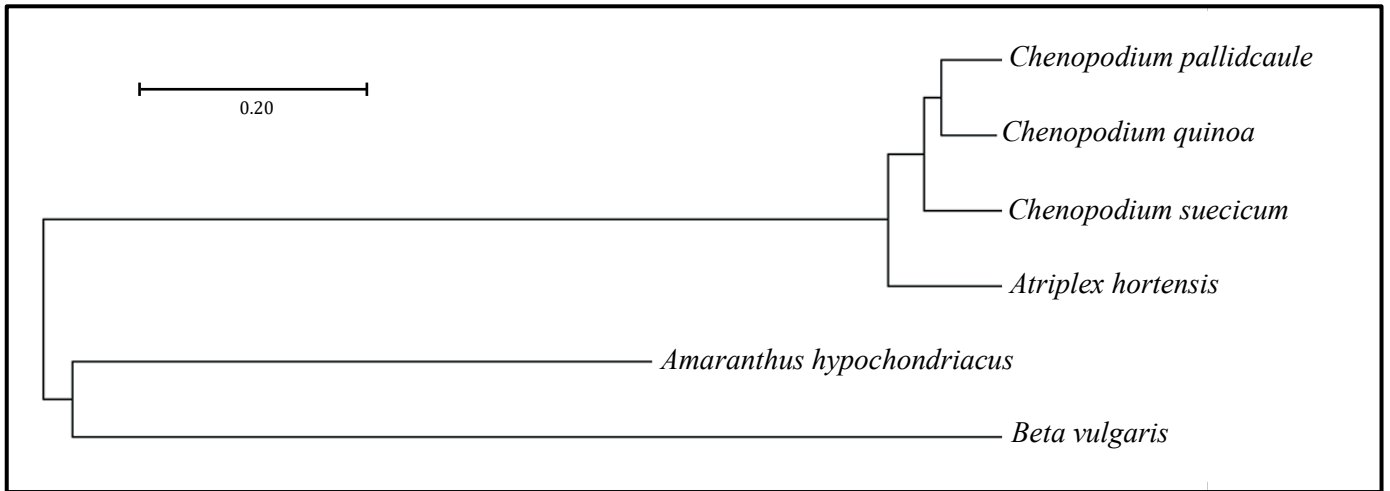 Chenopodium pallidcaule
0.20
Chenopodium quinoa
Chenopodium suecicum
Atriplex hortensis
Amaranthus hypochondriacus
Beta vulgaris